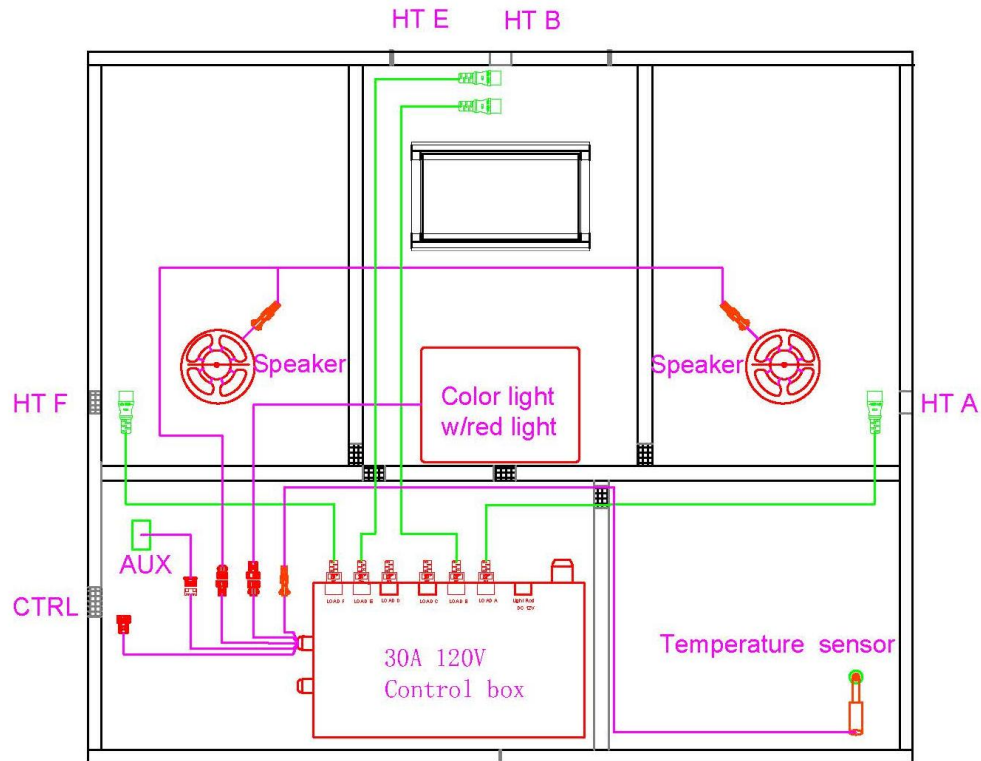 HT E
HT B
Speaker
Speaker
Color light
w/red light
HT F
HT A
AUX
CTRL
LOAD F
LOAD E
LOAD D
LOAD C
LOAD B
LOAD A
Light Red
DC 12V
30A 120V
Control box
Temperature sensor